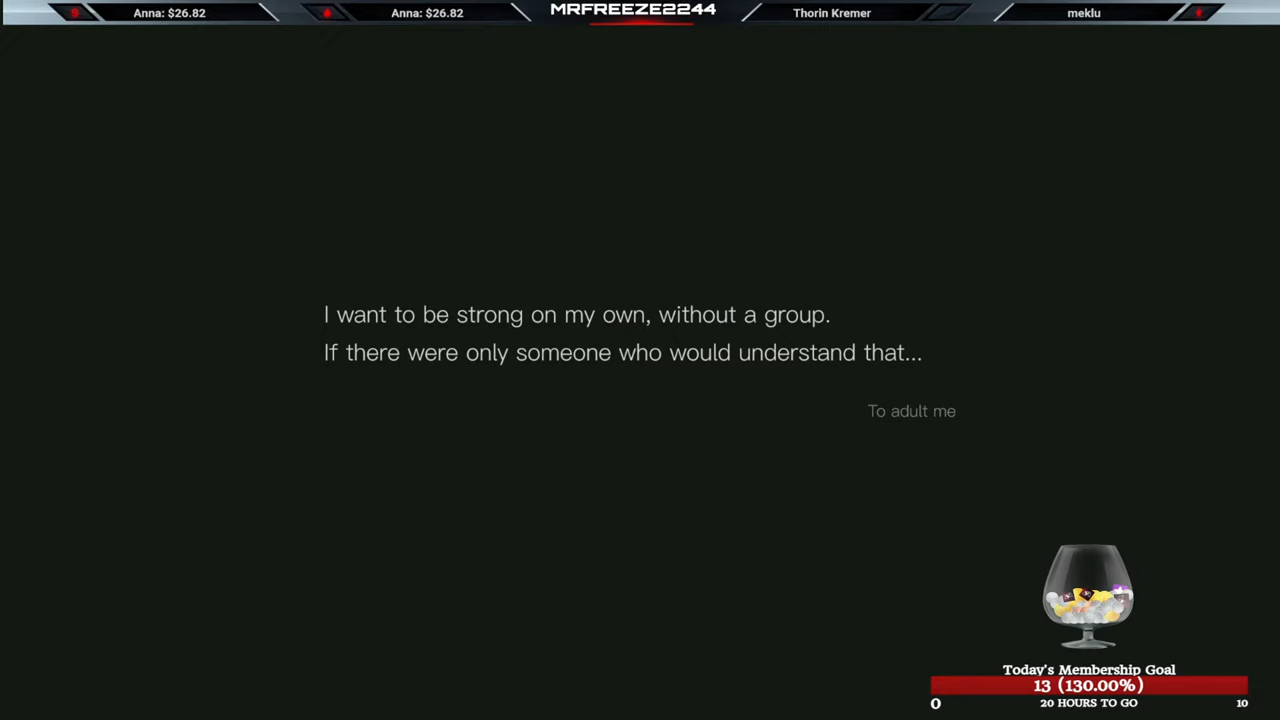 Anna: $26.82
Anna: $26.82
MRFREEZE2244
Thorin Kremer
meklu
I want to be strong on my own, without a group.
If there were only someone who would understand that...
To adult me
Today's Membership Goal
13 (130.00%)
0
20 HOURS TO GO
10